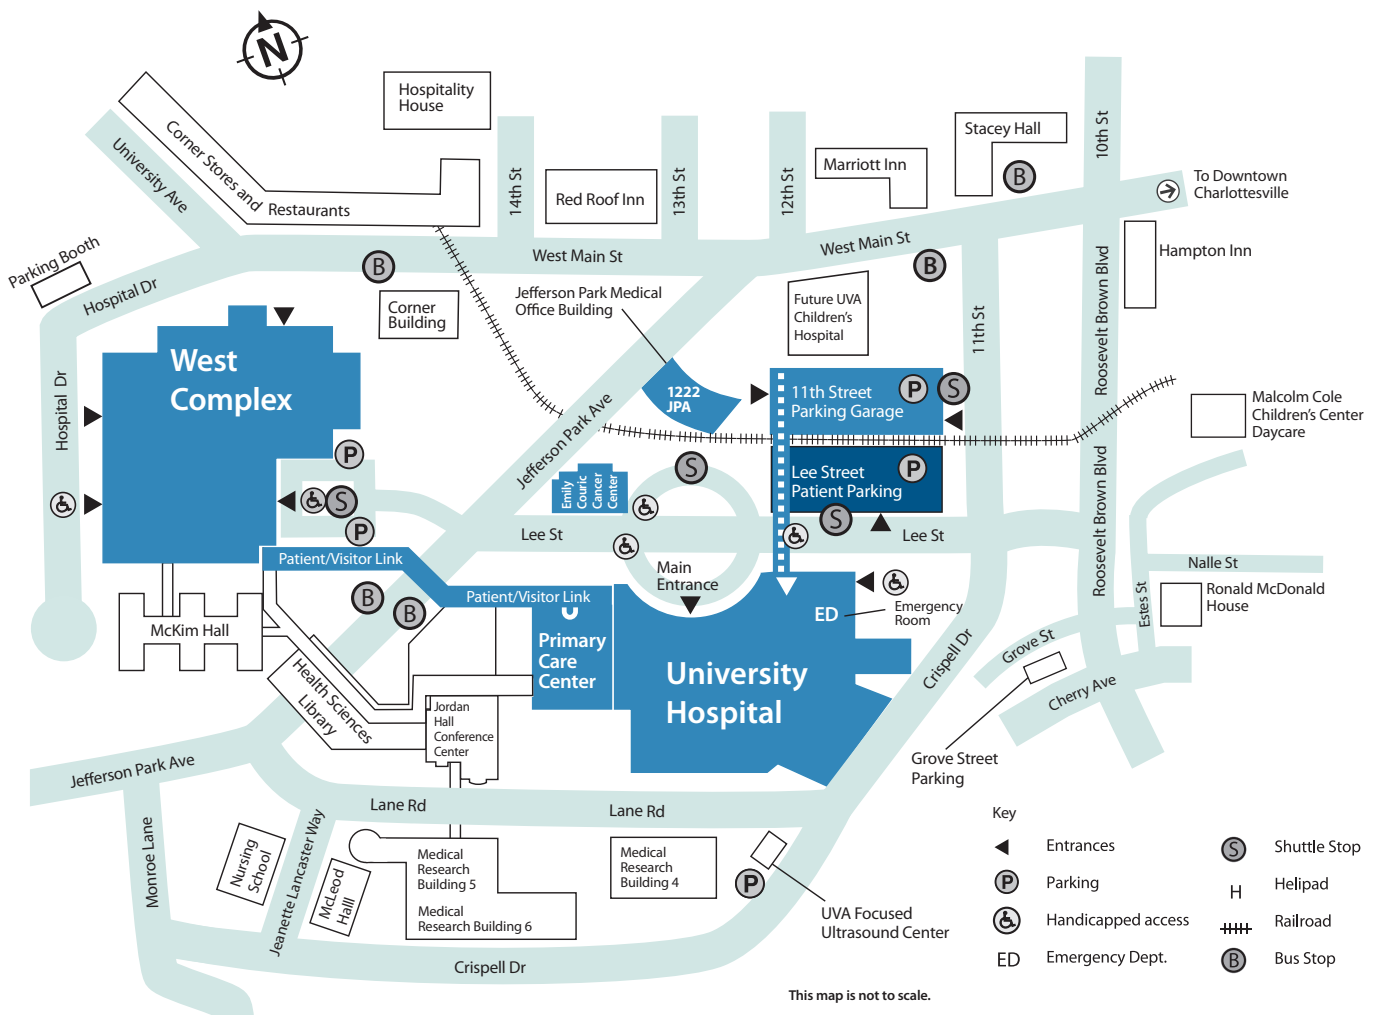 N
Hospitality
House
Corner Stores and
Restaurants
University Ave
14th St
Red Roof Inn
13th St
12th St
Marriott Inn
Stacey Hall
B
10th St
To Downtown
Charlottesville
Parking Booth
Hospital Dr
B
West Main St
West Main St
B
Hampton Inn
Jefferson Park Medical
Office Building
Corner
Building
Future UVA
Children's
Hospital
11th St
Roosevelt Brown Blvd
West
Complex
Hospital Dr
1222
JPA
11th Street
Parking Garage
P
S
Malcolm Cole
Children's Center
Daycare
Jefferson Park Ave
P
S
P
Emily
Couric
Cancer
Center
S
Lee Street
Patient Parking
P
S
Lee St
Lee St
Roosevelt Brown Blvd
Patient/Visitor Link
Patient/Visitor Link
B
B
Main
Entrance
ED
Emergency
Room
Nalle St
Estes St
Ronald McDonald
House
McKim Hall
Primary
Care
Center
University
Hospital
Crispell Dr
Grove St
Cherry Ave
Health Sciences
Library
Jordan
Hall
Conference
Center
Grove Street
Parking
Jefferson Park Ave
Lane Rd
Lane Rd
Monroe Lane
Nursing
School
Jeanette Lancaster Way
McLeod
Halll
Medical
Research
Building 5
Medical
Research Building 6
Medical
Research
Building 4
P
UVA Focused
Ultrasound Center
Crispell Dr
Key
Entrances
P Parking
Handicapped access
ED Emergency Dept.
S Shuttle Stop
H Helipad
Railroad
B Bus Stop
This map is not to scale.